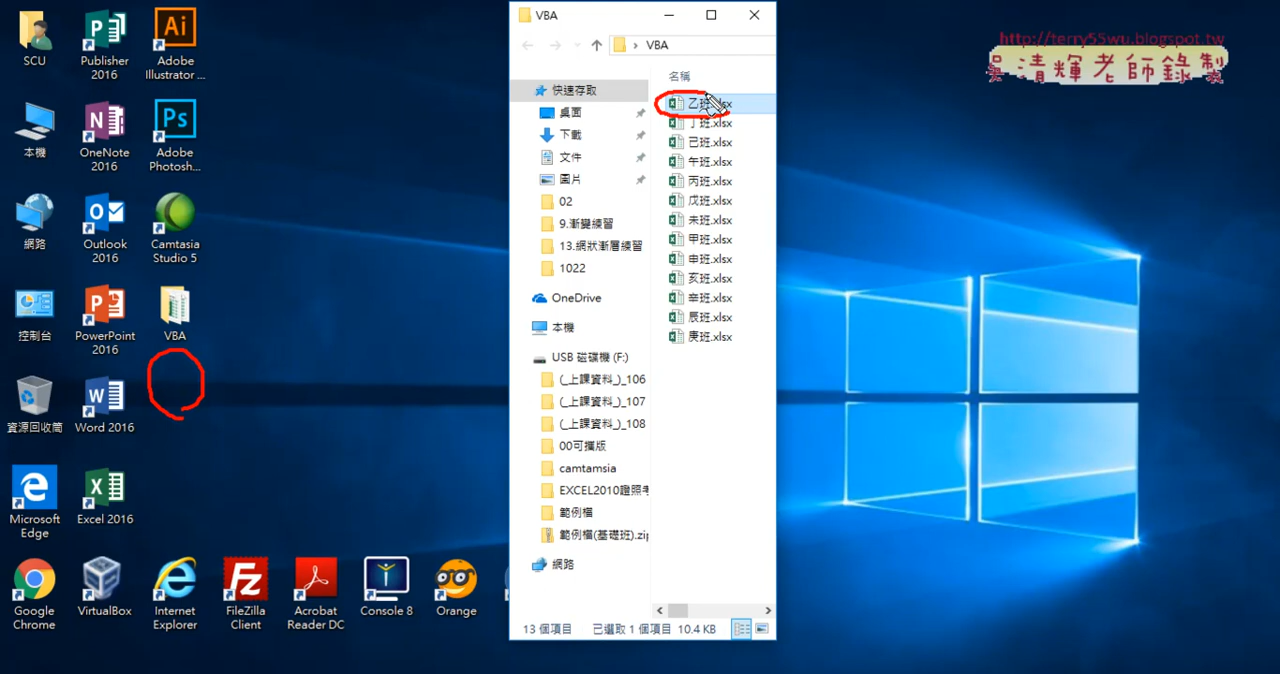 SCU
Publisher
2016
Adobe
Illustrator ...
本機
OneNote
2016
Adobe
Photosh...
網路
Outlook
2016
Camtasia
Studio 5
控制台
PowerPoint
2016
VBA
資源回收筒
Word 2016
Microsoft
Edge
Excel 2016
Google
Chrome
VirtualBox
Internet
Explorer
FileZilla
Client
Acrobat
Reader DC
Console 8
Orange
VBA
VBA
名稱
快速存取
桌面
下載
文件
圖片
02
9.漸變練習
13.網狀漸層練習
1022
OneDrive
本機
USB 磁碟機 (F:)
(_上課資料_)_106
(_上課資料_)_107
(_上課資料_)_108
00可攜版
camtamsia
EXCEL2010證照考
範例檔
範例檔(基礎班).zip
網路
乙班.xlsx
丁班.xlsx
己班.xlsx
午班.xlsx
丙班.xlsx
戊班.xlsx
未班.xlsx
甲班.xlsx
申班.xlsx
亥班.xlsx
辛班.xlsx
辰班.xlsx
庚班.xlsx
13 個項目
已選取 1 個項目 10.4 KB
http://terry55wu.blogspot.tw
吳清輝老師錄製